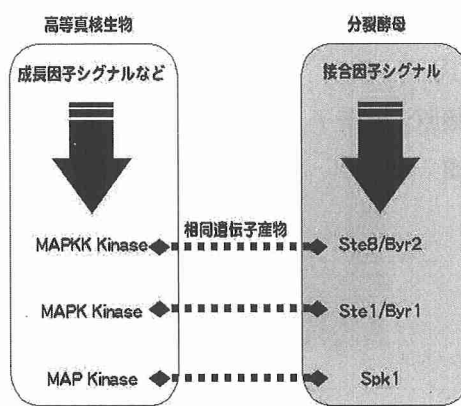 高等真核生物
分裂酵母
成長因子シグナルなど
接合因子シグナル
相同遺伝子産物
MAPKK Kinase
Ste8/Byr2
MAPK Kinase
Ste1/Byr1
MAP Kinase
Spk1